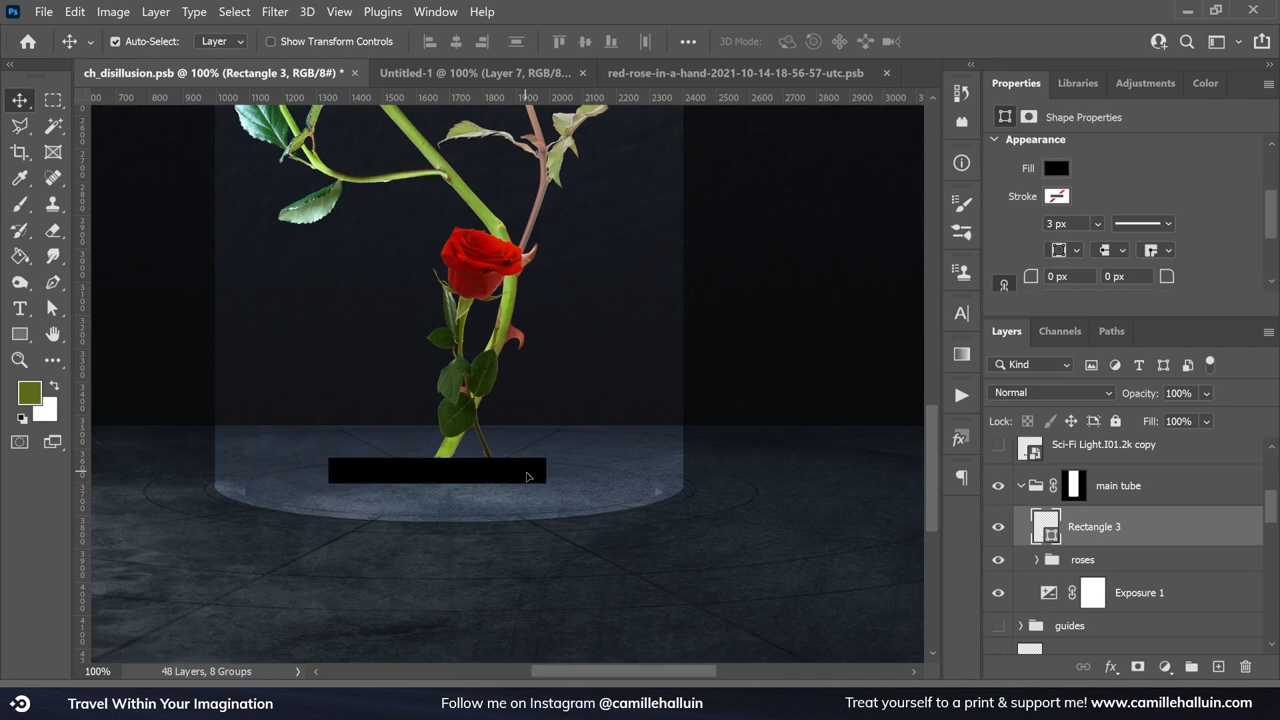 Ps File Edit Image Layer Type Select Filter 3D View Plugins Window Help
Auto-Select: Layer Show Transform Controls 3D Mode:
ch_disillusion.psb @ 100% (Rectangle 3, RGB/8#) * Untitled-1 @ 100% (Layer 7, RGB/8... red-rose-in-a-hand-2021-10-14-18-56-57-utc.psb
Properties Libraries Adjustments Color
00 700 800 900 1000 1100 1200 1300 1400 1500 1600 1700 1800 1900 2000 2100 2200 2300 2400 2500 2600 2700 2800 2900 3000
Shape Properties
Appearance
Fill
Stroke
3 px
0 px 0 px
Layers Channels Paths
Kind
Normal Opacity: 100%
Lock: Fill: 100%
Sci-Fi Light.I01.2k copy
main tube
Rectangle 3
roses
Exposure 1
guides
100% 48 Layers, 8 Groups
Travel Within Your Imagination Follow me on Instagram @camillehalluin Treat yourself to a print & support me! www.camillehalluin.com